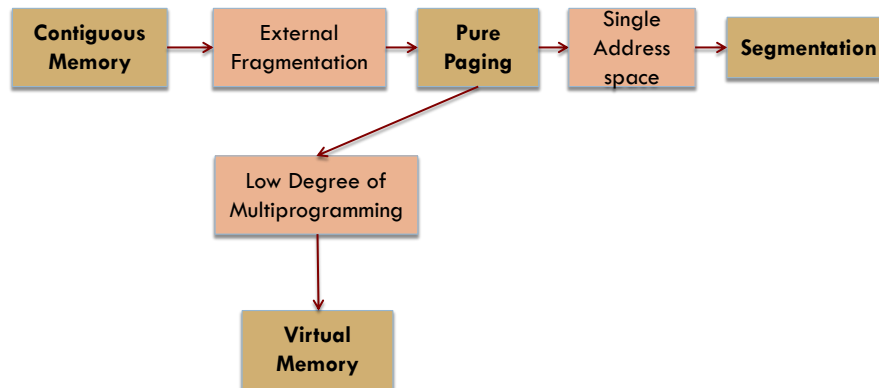 Contiguous
Memory
External
Fragmentation
Pure
Paging
Single
Address
space
Segmentation
Low Degree of
Multiprogramming
Virtual
Memory